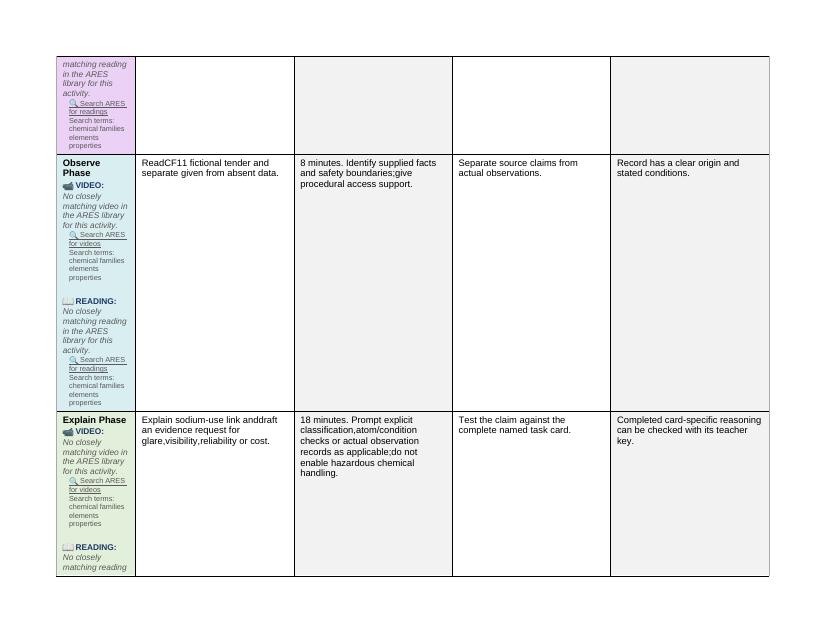 matching reading
in the ARES
library for this
activity.
🔍 Search ARES
for readings
Search terms:
chemical families
elements
properties
Observe
Phase
📹 VIDEO:
No closely
matching video in
the ARES library
for this activity.
🔍 Search ARES
for videos
Search terms:
chemical families
elements
properties
📖 READING:
No closely
matching reading
in the ARES
library for this
activity.
🔍 Search ARES
for readings
Search terms:
chemical families
elements
properties
ReadCF11 fictional tender and
separate given from absent data.
8 minutes. Identify supplied facts
and safety boundaries;give
procedural access support.
Separate source claims from
actual observations.
Record has a clear origin and
stated conditions.
Explain Phase
📹 VIDEO:
No closely
matching video in
the ARES library
for this activity.
🔍 Search ARES
for videos
Search terms:
chemical families
elements
properties
📖 READING:
No closely
matching reading
Explain sodium-use link anddraft
an evidence request for
glare,visibility,reliability or cost.
18 minutes. Prompt explicit
classification,atom/condition
checks or actual observation
records as applicable;do not
enable hazardous chemical
handling.
Test the claim against the
complete named task card.
Completed card-specific reasoning
can be checked with its teacher
key.